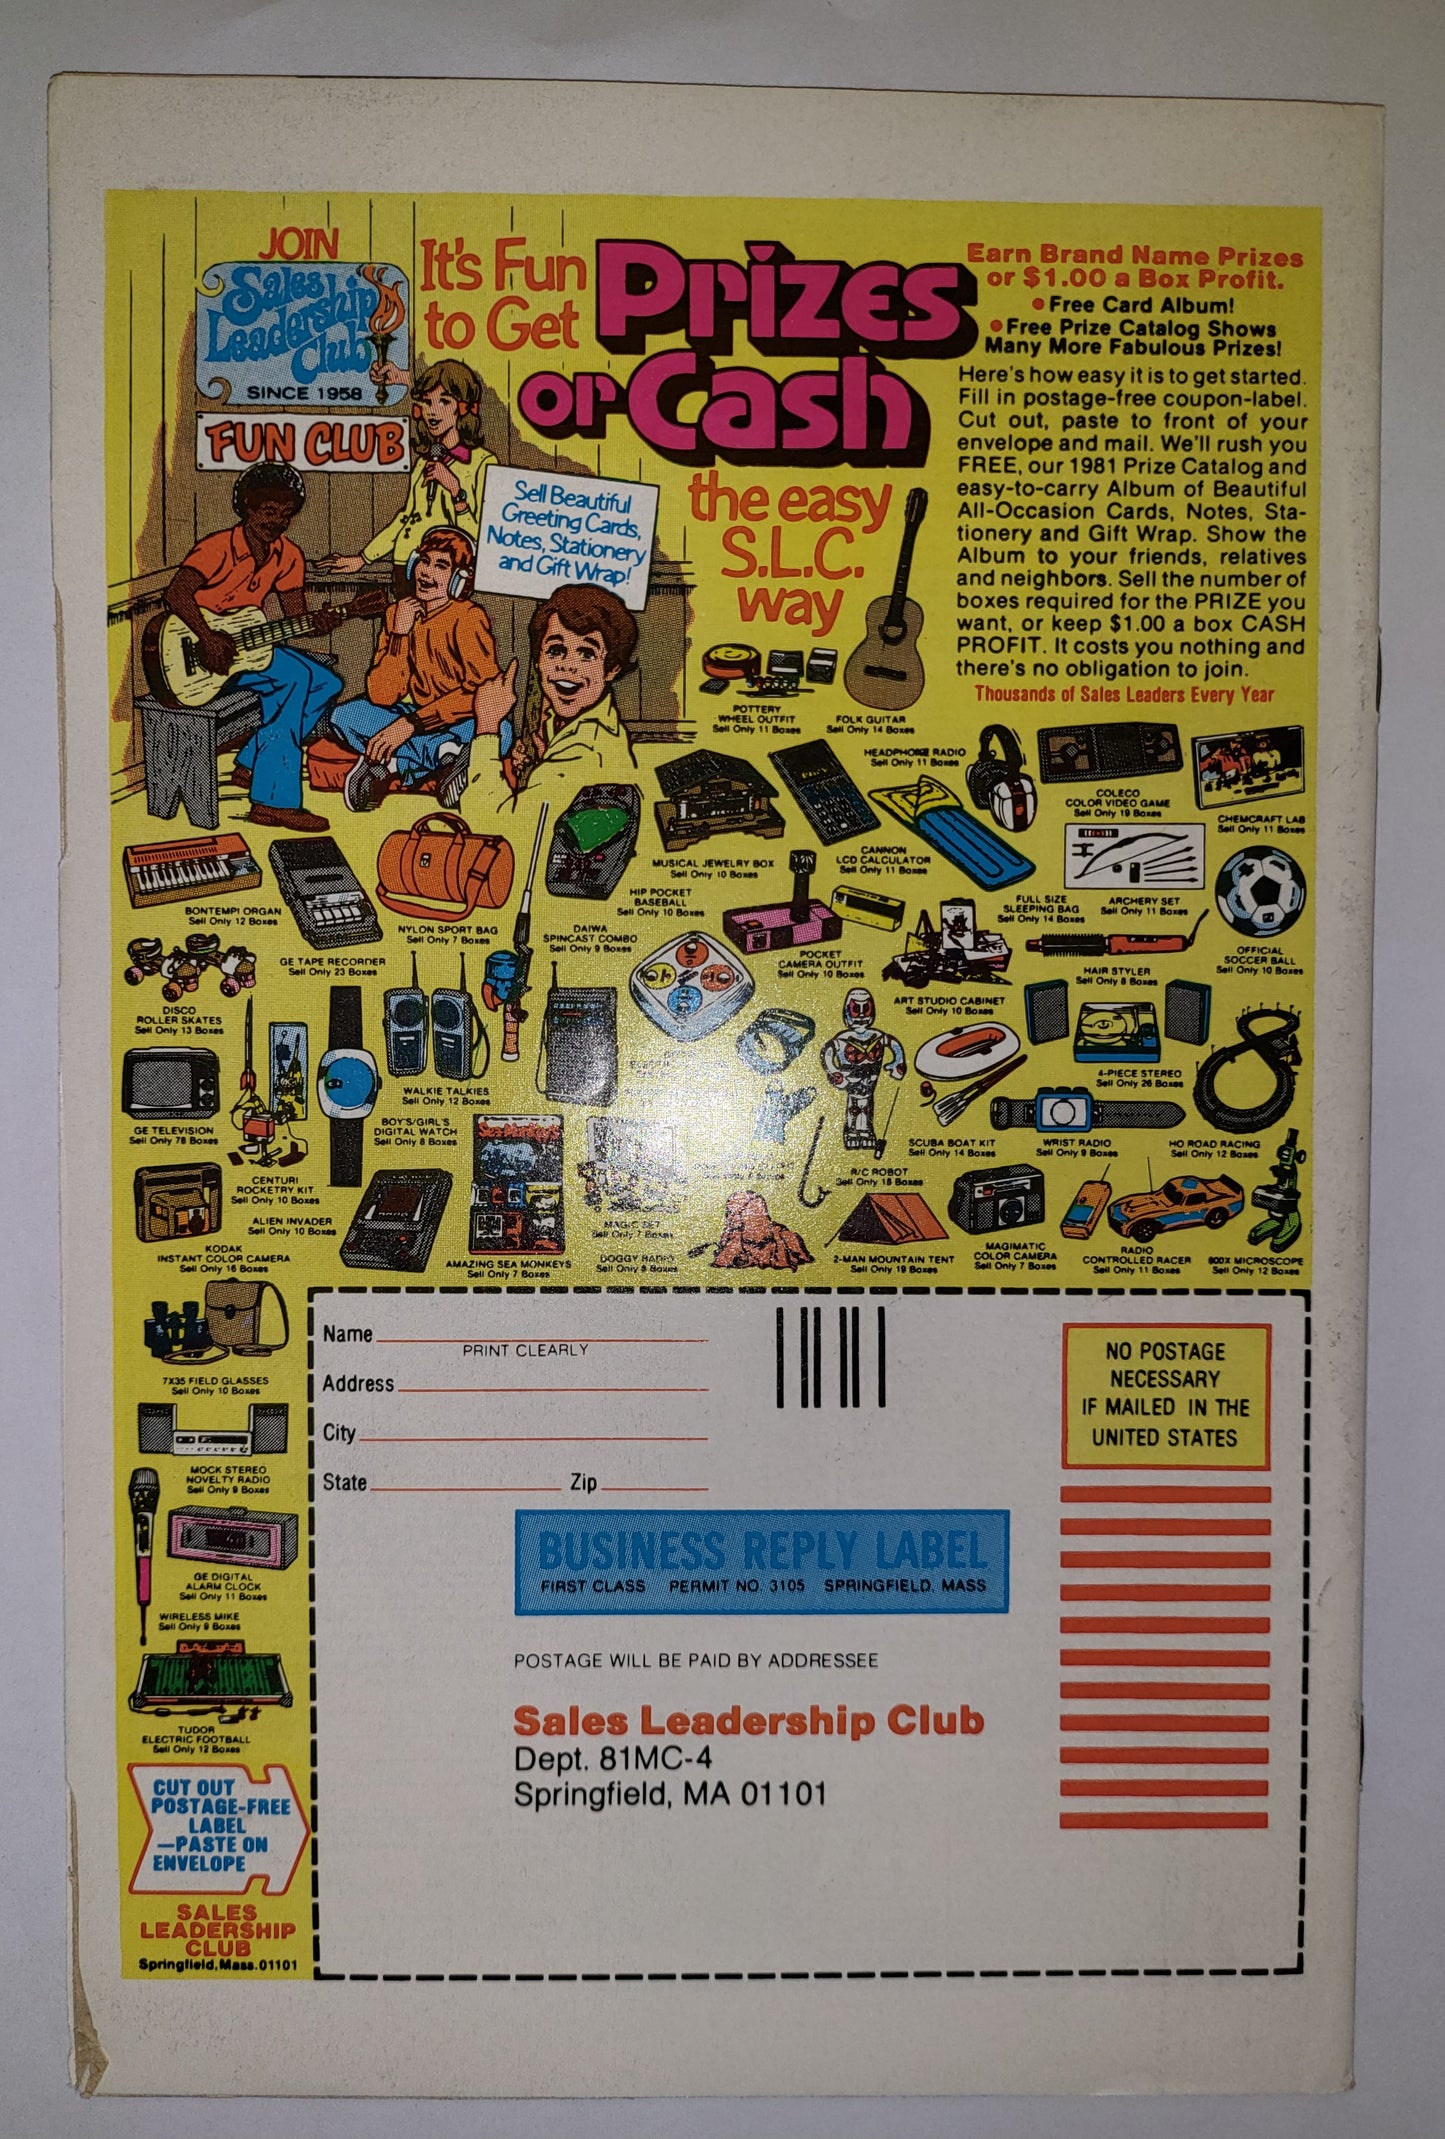 JOIN
Sales
Leadership
Club
SINCE 1958
FUN CLUB
It's Fun
to Get
Prizes
or Cash
the easy
S.L.C.
way
Sell Beautiful
Greeting Cards,
Notes, Stationery
and Gift Wrap!
Earn Brand Name Prizes
or $1.00 a Box Profit.
• Free Card Album!
• Free Prize Catalog Shows
Many More Fabulous Prizes!
Here's how easy it is to get started.
Fill in postage-free coupon-label.
Cut out, paste to front of your
envelope and mail. We'll rush you
FREE, our 1981 Prize Catalog and
easy-to-carry Album of Beautiful
All-Occasion Cards, Notes, Sta-
tionery and Gift Wrap. Show the
Album to your friends, relatives
and neighbors. Sell the number of
boxes required for the PRIZE you
want, or keep $1.00 a box CASH
PROFIT. It costs you nothing and
there's no obligation to join.
Thousands of Sales Leaders Every Year
POTTERY
WHEEL OUTFIT
Sell Only 11 Boxes
FOLK GUITAR
Sell Only 14 Boxes
HEADPHONE RADIO
Sell Only 11 Boxes
COLECO
COLOR VIDEO GAME
Sell Only 19 Boxes
CHEMCRAFT LAB
Sell Only 11 Boxes
MUSICAL JEWELRY BOX
Sell Only 10 Boxes
CANNON
LCD CALCULATOR
Sell Only 11 Boxes
FULL SIZE
SLEEPING BAG
Sell Only 14 Boxes
ARCHERY SET
Sell Only 11 Boxes
OFFICIAL
SOCCER BALL
Sell Only 10 Boxes
BONTEMPI ORGAN
Sell Only 12 Boxes
GE TAPE RECORDER
Sell Only 23 Boxes
NYLON SPORT BAG
Sell Only 7 Boxes
HIP POCKET
BASEBALL
Sell Only 10 Boxes
DAIWA
SPINCAST COMBO
Sell Only 9 Boxes
POCKET
CAMERA OUTFIT
Sell Only 10 Boxes
ART STUDIO CABINET
Sell Only 10 Boxes
HAIR STYLER
Sell Only 8 Boxes
DISCO
ROLLER SKATES
Sell Only 13 Boxes
WALKIE TALKIES
Sell Only 12 Boxes
4-PIECE STEREO
Sell Only 26 Boxes
GE TELEVISION
Sell Only 78 Boxes
BOY'S/GIRL'S
DIGITAL WATCH
Sell Only 8 Boxes
SCUBA BOAT KIT
Sell Only 14 Boxes
WRIST RADIO
Sell Only 9 Boxes
HO ROAD RACING
Sell Only 12 Boxes
CENTURI
ROCKETRY KIT
Sell Only 10 Boxes
R/C ROBOT
Sell Only 18 Boxes
ALIEN INVADER
Sell Only 10 Boxes
MAGIC SET
Sell Only 7 Boxes
KODAK
INSTANT COLOR CAMERA
Sell Only 16 Boxes
AMAZING SEA MONKEYS
Sell Only 7 Boxes
DOGGY RADIO
Sell Only 8 Boxes
2-MAN MOUNTAIN TENT
Sell Only 19 Boxes
MAGIMATIC
COLOR CAMERA
Sell Only 7 Boxes
RADIO
CONTROLLED RACER
Sell Only 11 Boxes
600X MICROSCOPE
Sell Only 12 Boxes
7X35 FIELD GLASSES
Sell Only 10 Boxes
MOCK STEREO
NOVELTY RADIO
Sell Only 9 Boxes
GE DIGITAL
ALARM CLOCK
Sell Only 11 Boxes
WIRELESS MIKE
Sell Only 9 Boxes
TUDOR
ELECTRIC FOOTBALL
Sell Only 12 Boxes
CUT OUT
POSTAGE-FREE
LABEL
—PASTE ON
ENVELOPE
SALES
LEADERSHIP
CLUB
Springfield, Mass. 01101
Name
PRINT CLEARLY
Address
City
State Zip
NO POSTAGE
NECESSARY
IF MAILED IN THE
UNITED STATES
BUSINESS REPLY LABEL
FIRST CLASS PERMIT NO. 3105 SPRINGFIELD, MASS
POSTAGE WILL BE PAID BY ADDRESSEE
Sales Leadership Club
Dept. 81MC-4
Springfield, MA 01101